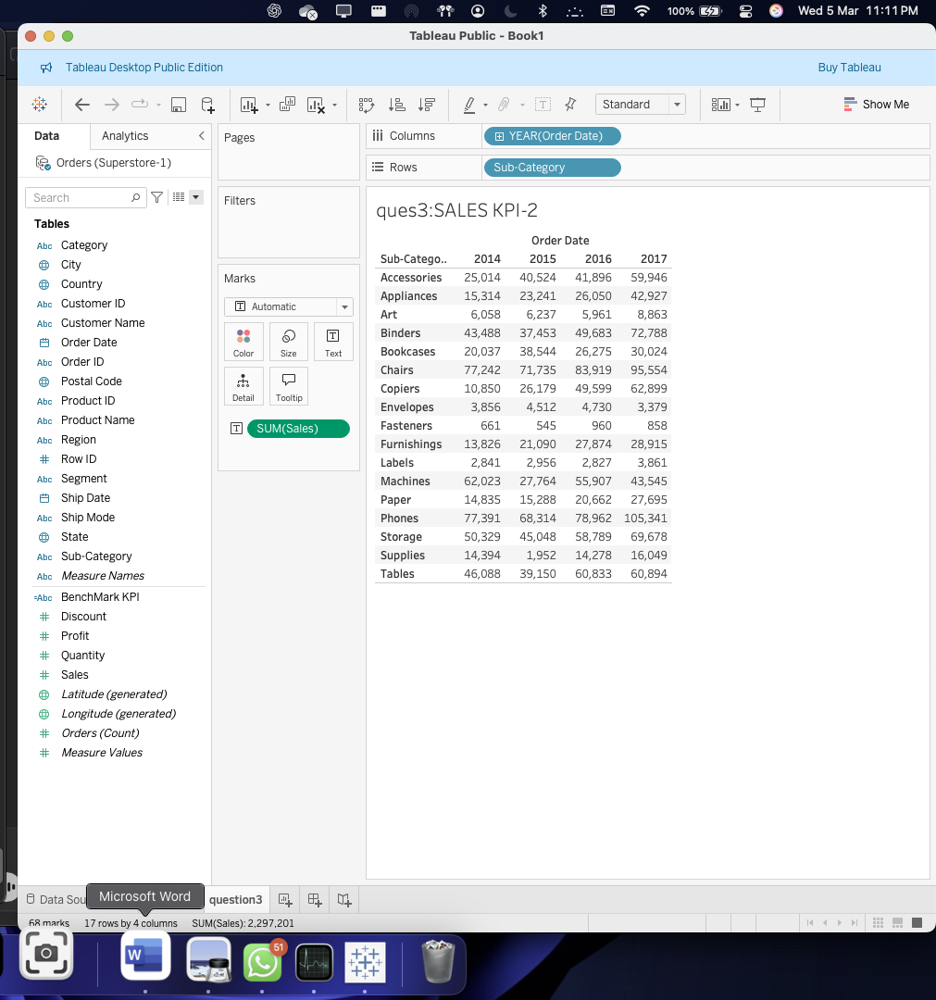 100%
Wed 5 Mar 11:11 PM
Tableau Public - Book1
Tableau Desktop Public Edition
Buy Tableau
Standard
Show Me
Data
Analytics
Orders (Superstore-1)
Search
Tables
Abc Category
City
Country
Abc Customer ID
Abc Customer Name
Order Date
Abc Order ID
Postal Code
Abc Product ID
Abc Product Name
Abc Region
# Row ID
Abc Segment
Ship Date
Abc Ship Mode
State
Abc Sub-Category
Abc Measure Names
=Abc BenchMark KPI
# Discount
# Profit
# Quantity
# Sales
Latitude (generated)
Longitude (generated)
# Orders (Count)
# Measure Values
Pages
Filters
Marks
T Automatic
Color
Size
T Text
Detail
Tooltip
T SUM(Sales)
Columns
YEAR(Order Date)
Rows
Sub-Category
ques3:SALES KPI-2
Order Date
Sub-Catego.. 2014 2015 2016 2017
Accessories 25,014 40,524 41,896 59,946
Appliances 15,314 23,241 26,050 42,927
Art 6,058 6,237 5,961 8,863
Binders 43,488 37,453 49,683 72,788
Bookcases 20,037 38,544 26,275 30,024
Chairs 77,242 71,735 83,919 95,554
Copiers 10,850 26,179 49,599 62,899
Envelopes 3,856 4,512 4,730 3,379
Fasteners 661 545 960 858
Furnishings 13,826 21,090 27,874 28,915
Labels 2,841 2,956 2,827 3,861
Machines 62,023 27,764 55,907 43,545
Paper 14,835 15,288 20,662 27,695
Phones 77,391 68,314 78,962 105,341
Storage 50,329 45,048 58,789 69,678
Supplies 14,394 1,952 14,278 16,049
Tables 46,088 39,150 60,833 60,894
Data Sou
Microsoft Word
question3
68 marks
17 rows by 4 columns
SUM(Sales): 2,297,201
W
51